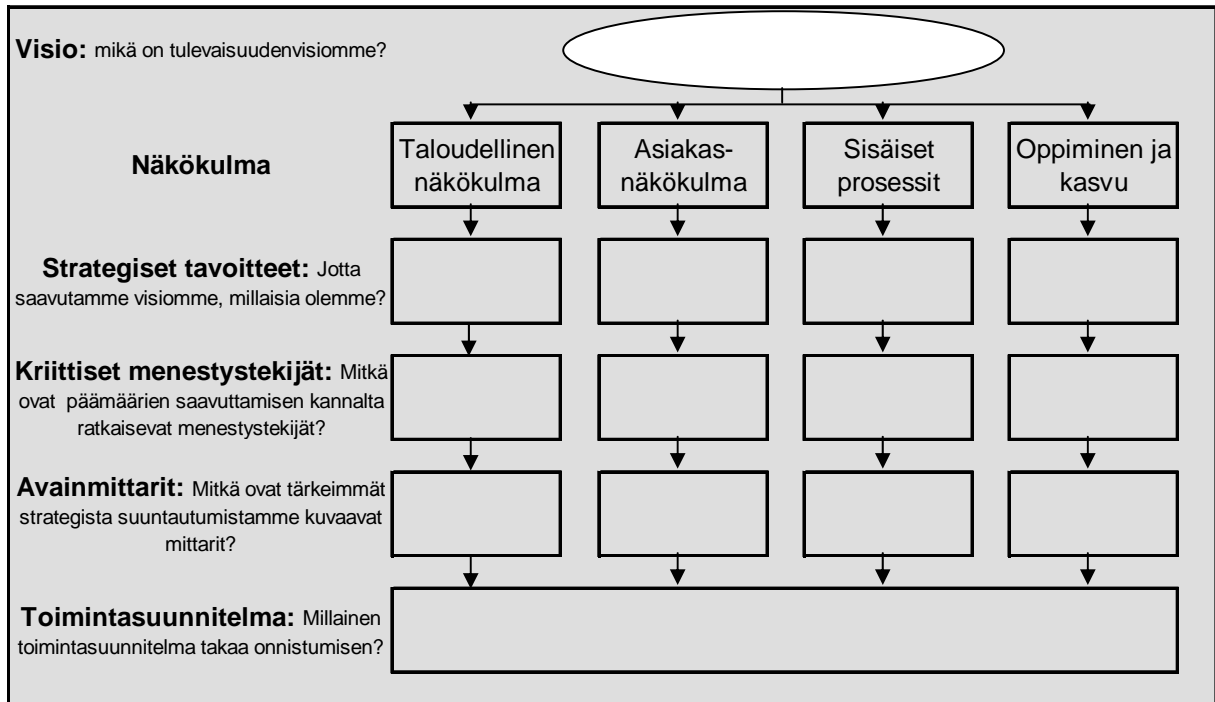 Visio: mikä on tulevaisuudenvisiomme?
Näkökulma
Taloudellinen
näkökulma
Asiakas-
näkökulma
Sisäiset
prosessit
Oppiminen ja
kasvu
Strategiset tavoitteet: Jotta
saavutamme visiomme, millaisia olemme?
Kriittiset menestystekijät: Mitkä
ovat päämäärien saavuttamisen kannalta
ratkaisevat menestystekijät?
Avainmittarit: Mitkä ovat tärkeimmät
strategista suuntautumistamme kuvaavat
mittarit?
Toimintasuunnitelma: Millainen
toimintasuunnitelma takaa onnistumisen?